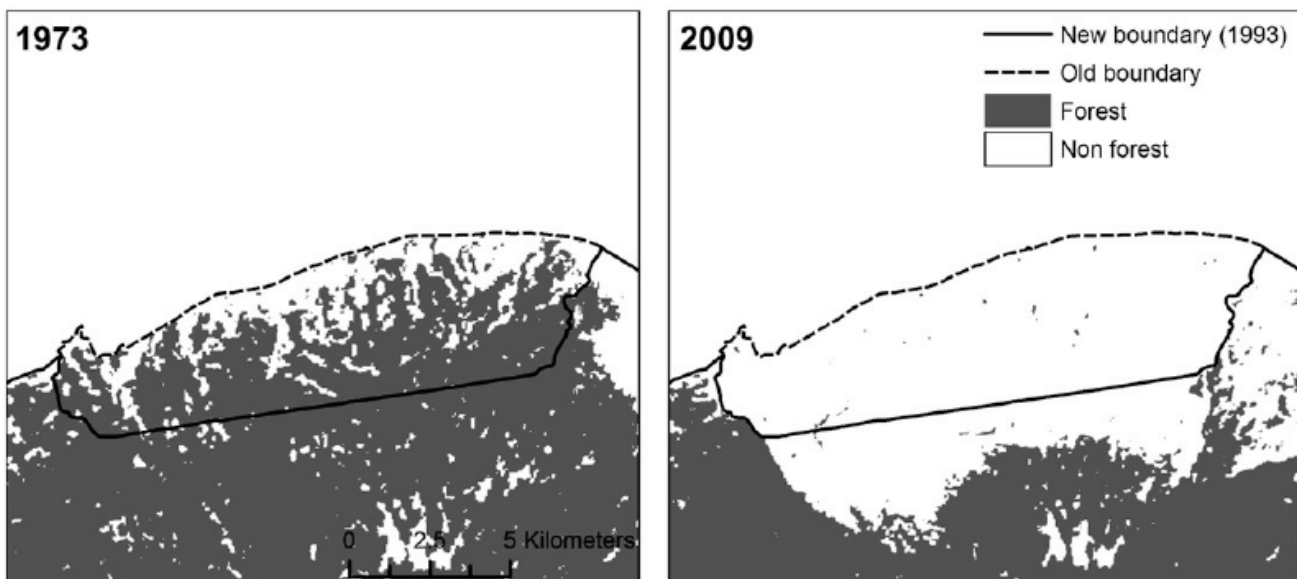 1973
2009
New boundary (1993)
Old boundary
Forest
Non forest
0 2.5 5 Kilometers